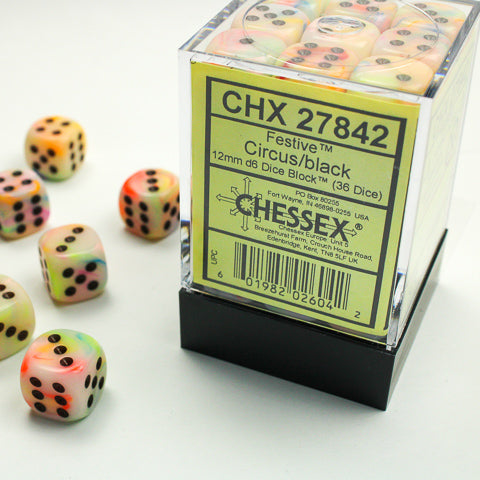 CHX 27842
Festive™
Circus/black
12mm d6 Dice Block™ (36 Dice)
PO Box 80255
Fort Wayne, IN 46898-0255 USA
CHESSEX®
Chessex Europe, Unit 5
Breezehurst Farm, Crouch House Road,
Edenbridge, Kent, TN8 5LF UK
UPC
6 01982 02604 2